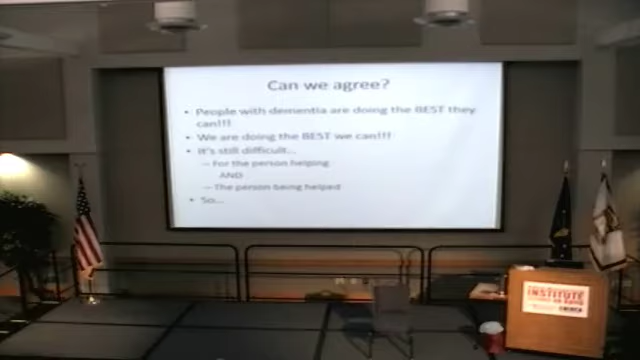 Can we agree?
• People with dementia are doing the BEST they
can!!!
• We are doing the BEST we can!!!
• It's still difficult...
– For the person helping
AND
– The person being helped
• So...
INSTITUTE